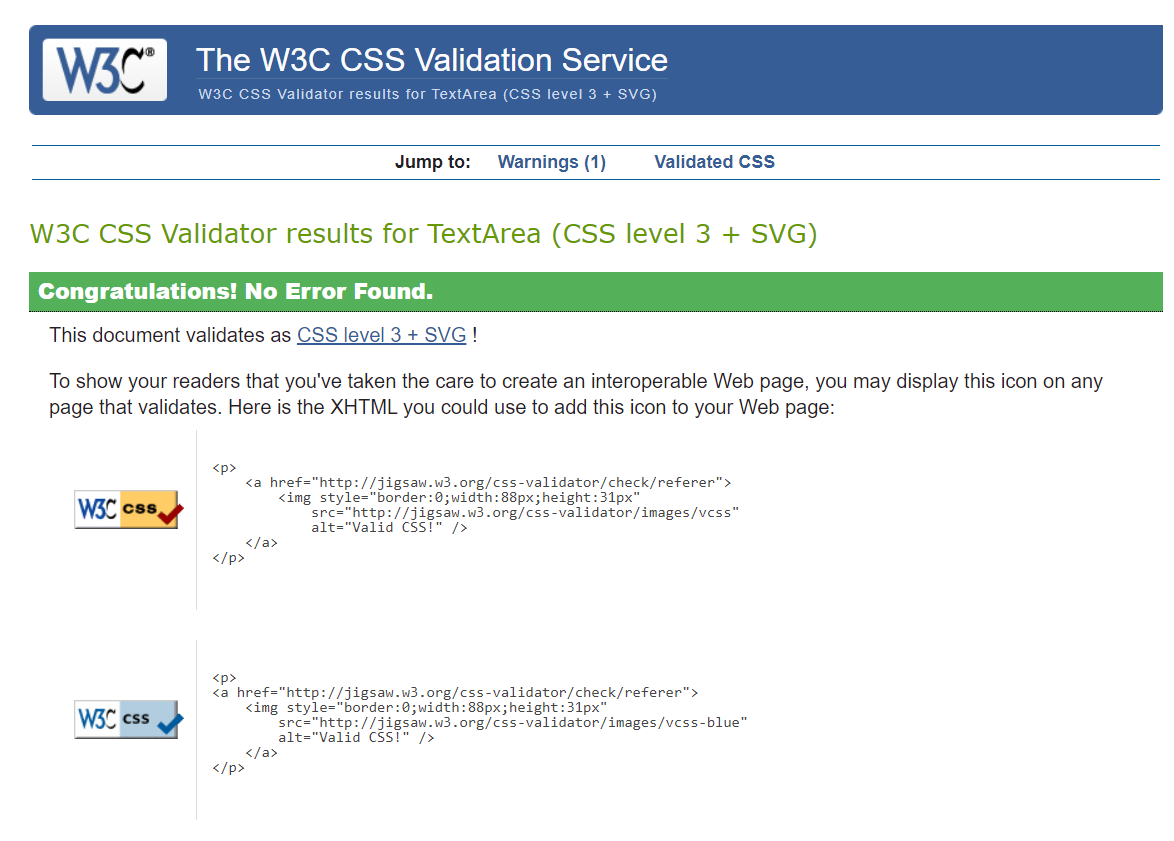 W3C®
The W3C CSS Validation Service
W3C CSS Validator results for TextArea (CSS level 3 + SVG)
Jump to: Warnings (1) Validated CSS
W3C CSS Validator results for TextArea (CSS level 3 + SVG)
Congratulations! No Error Found.
This document validates as CSS level 3 + SVG !
To show your readers that you've taken the care to create an interoperable Web page, you may display this icon on any
page that validates. Here is the XHTML you could use to add this icon to your Web page:
W3C css
<p>
    <a href="http://jigsaw.w3.org/css-validator/check/referer">
        <img style="border:0;width:88px;height:31px"
            src="http://jigsaw.w3.org/css-validator/images/vcss"
            alt="Valid CSS!" />
    </a>
</p>
W3C css
<p>
<a href="http://jigsaw.w3.org/css-validator/check/referer">
    <img style="border:0;width:88px;height:31px"
        src="http://jigsaw.w3.org/css-validator/images/vcss-blue"
        alt="Valid CSS!" />
    </a>
</p>